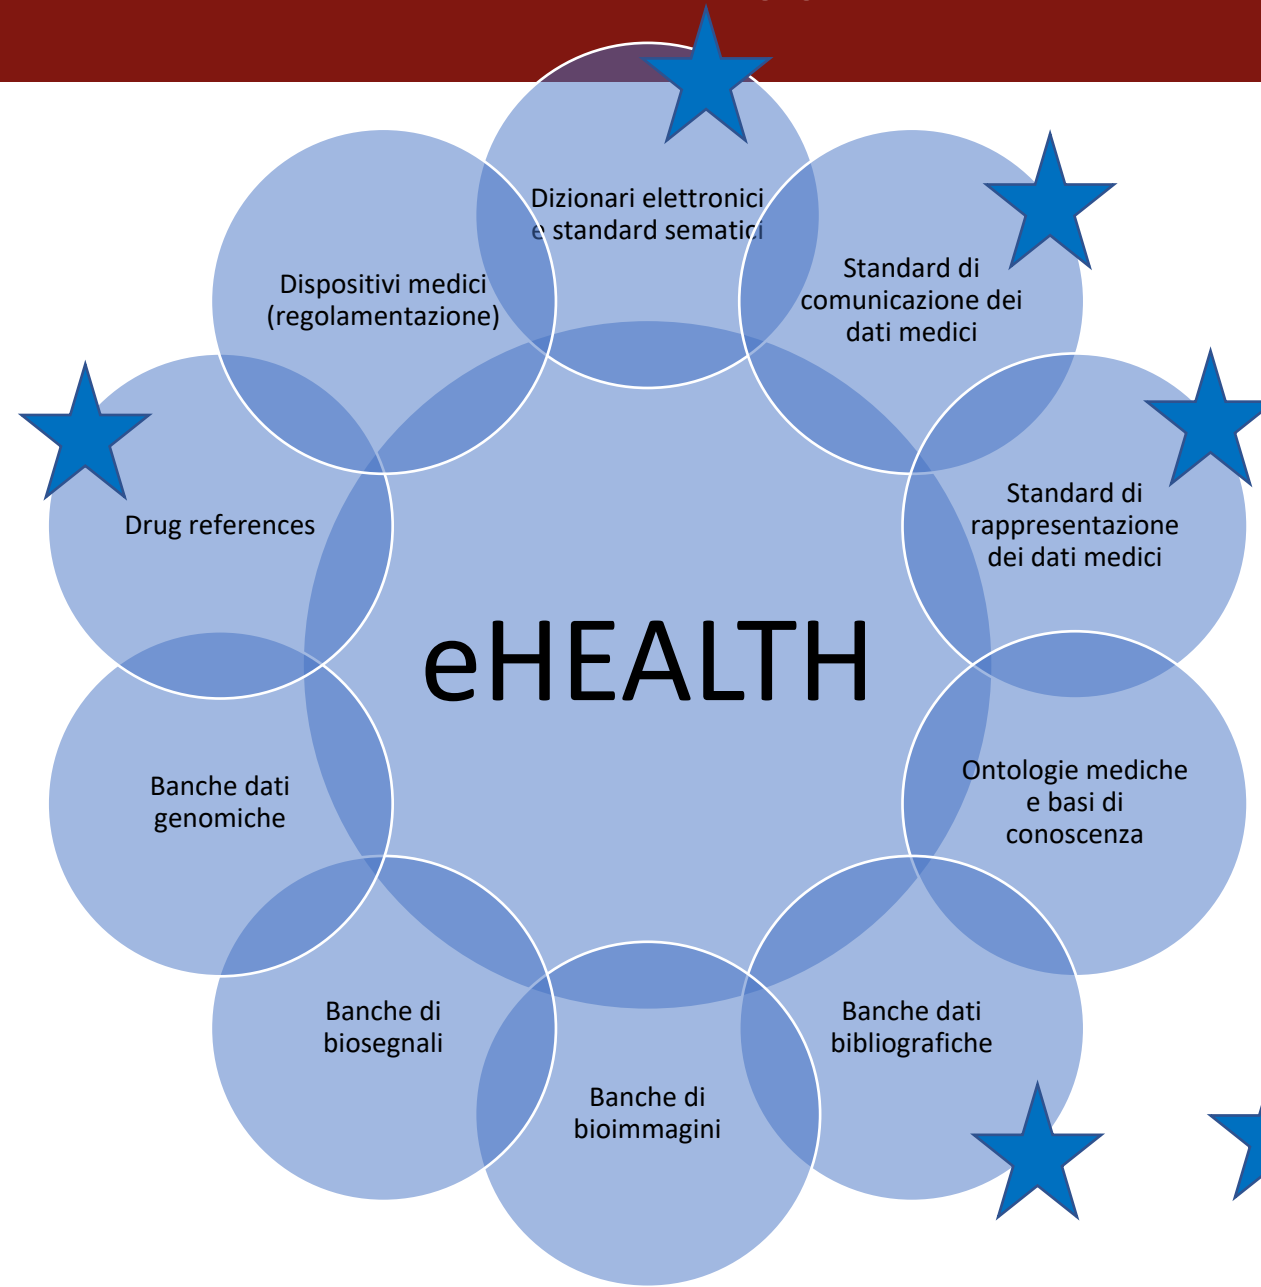 Dizionari elettronici
e standard sematici
Standard di
comunicazione dei
dati medici
Standard di
rappresentazione
dei dati medici
Ontologie mediche
e basi di
conoscenza
Banche dati
bibliografiche
Banche di
bioimmagini
Banche di
biosegnali
Banche dati
genomiche
Drug references
Dispositivi medici
(regolamentazione)
eHEALTH